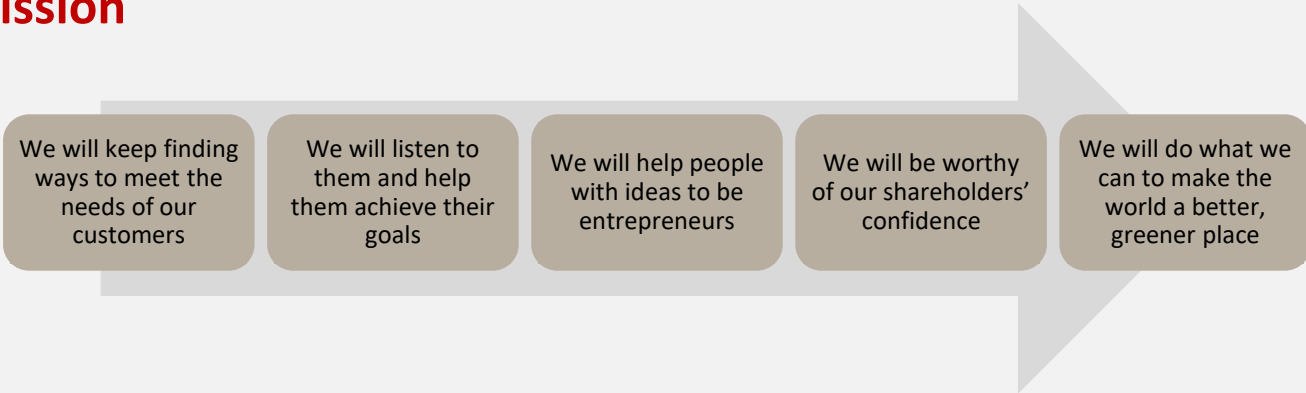 ission
We will keep finding
ways to meet the
needs of our
customers
We will listen to
them and help
them achieve their
goals
We will help people
with ideas to be
entrepreneurs
We will be worthy
of our shareholders’
confidence
We will do what we
can to make the
world a better,
greener place